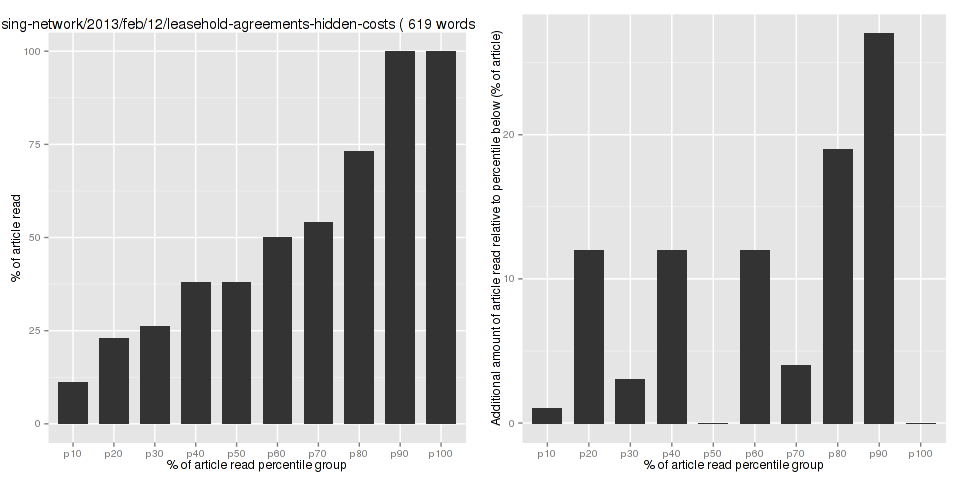 sing-network/2013/feb/12/leasehold-agreements-hidden-costs ( 619 words
% of article read
100
75
50
25
0
p10 p20 p30 p40 p50 p60 p70 p80 p90 p100
% of article read percentile group
Additional amount of article read relative to percentile below (% of article)
20
10
0
p10 p20 p30 p40 p50 p60 p70 p80 p90 p100
% of article read percentile group